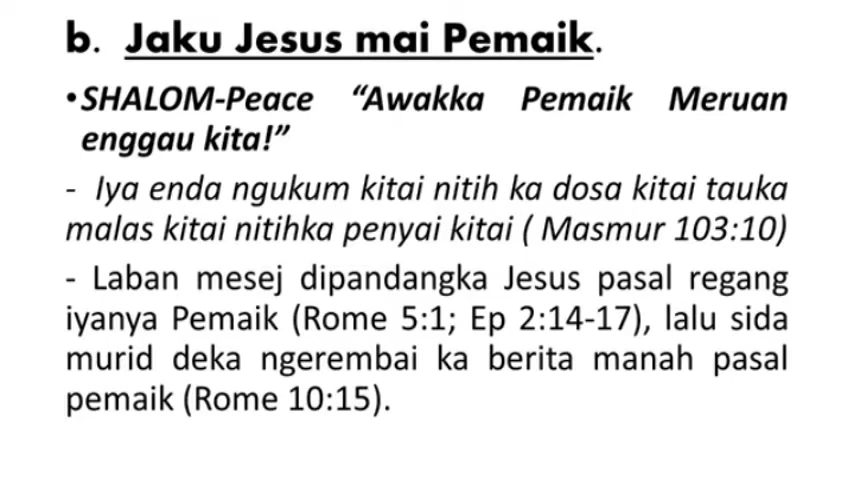 b. Jaku Jesus mai Pemaik.
•SHALOM-Peace “Awakka Pemaik Meruan
enggau kita!”
- Iya enda ngukum kitai nitih ka dosa kitai tauka
malas kitai nitihka penyai kitai ( Masmur 103:10)
- Laban mesej dipandangka Jesus pasal regang
iyanya Pemaik (Rome 5:1; Ep 2:14-17), lalu sida
murid deka ngerembai ka berita manah pasal
pemaik (Rome 10:15).